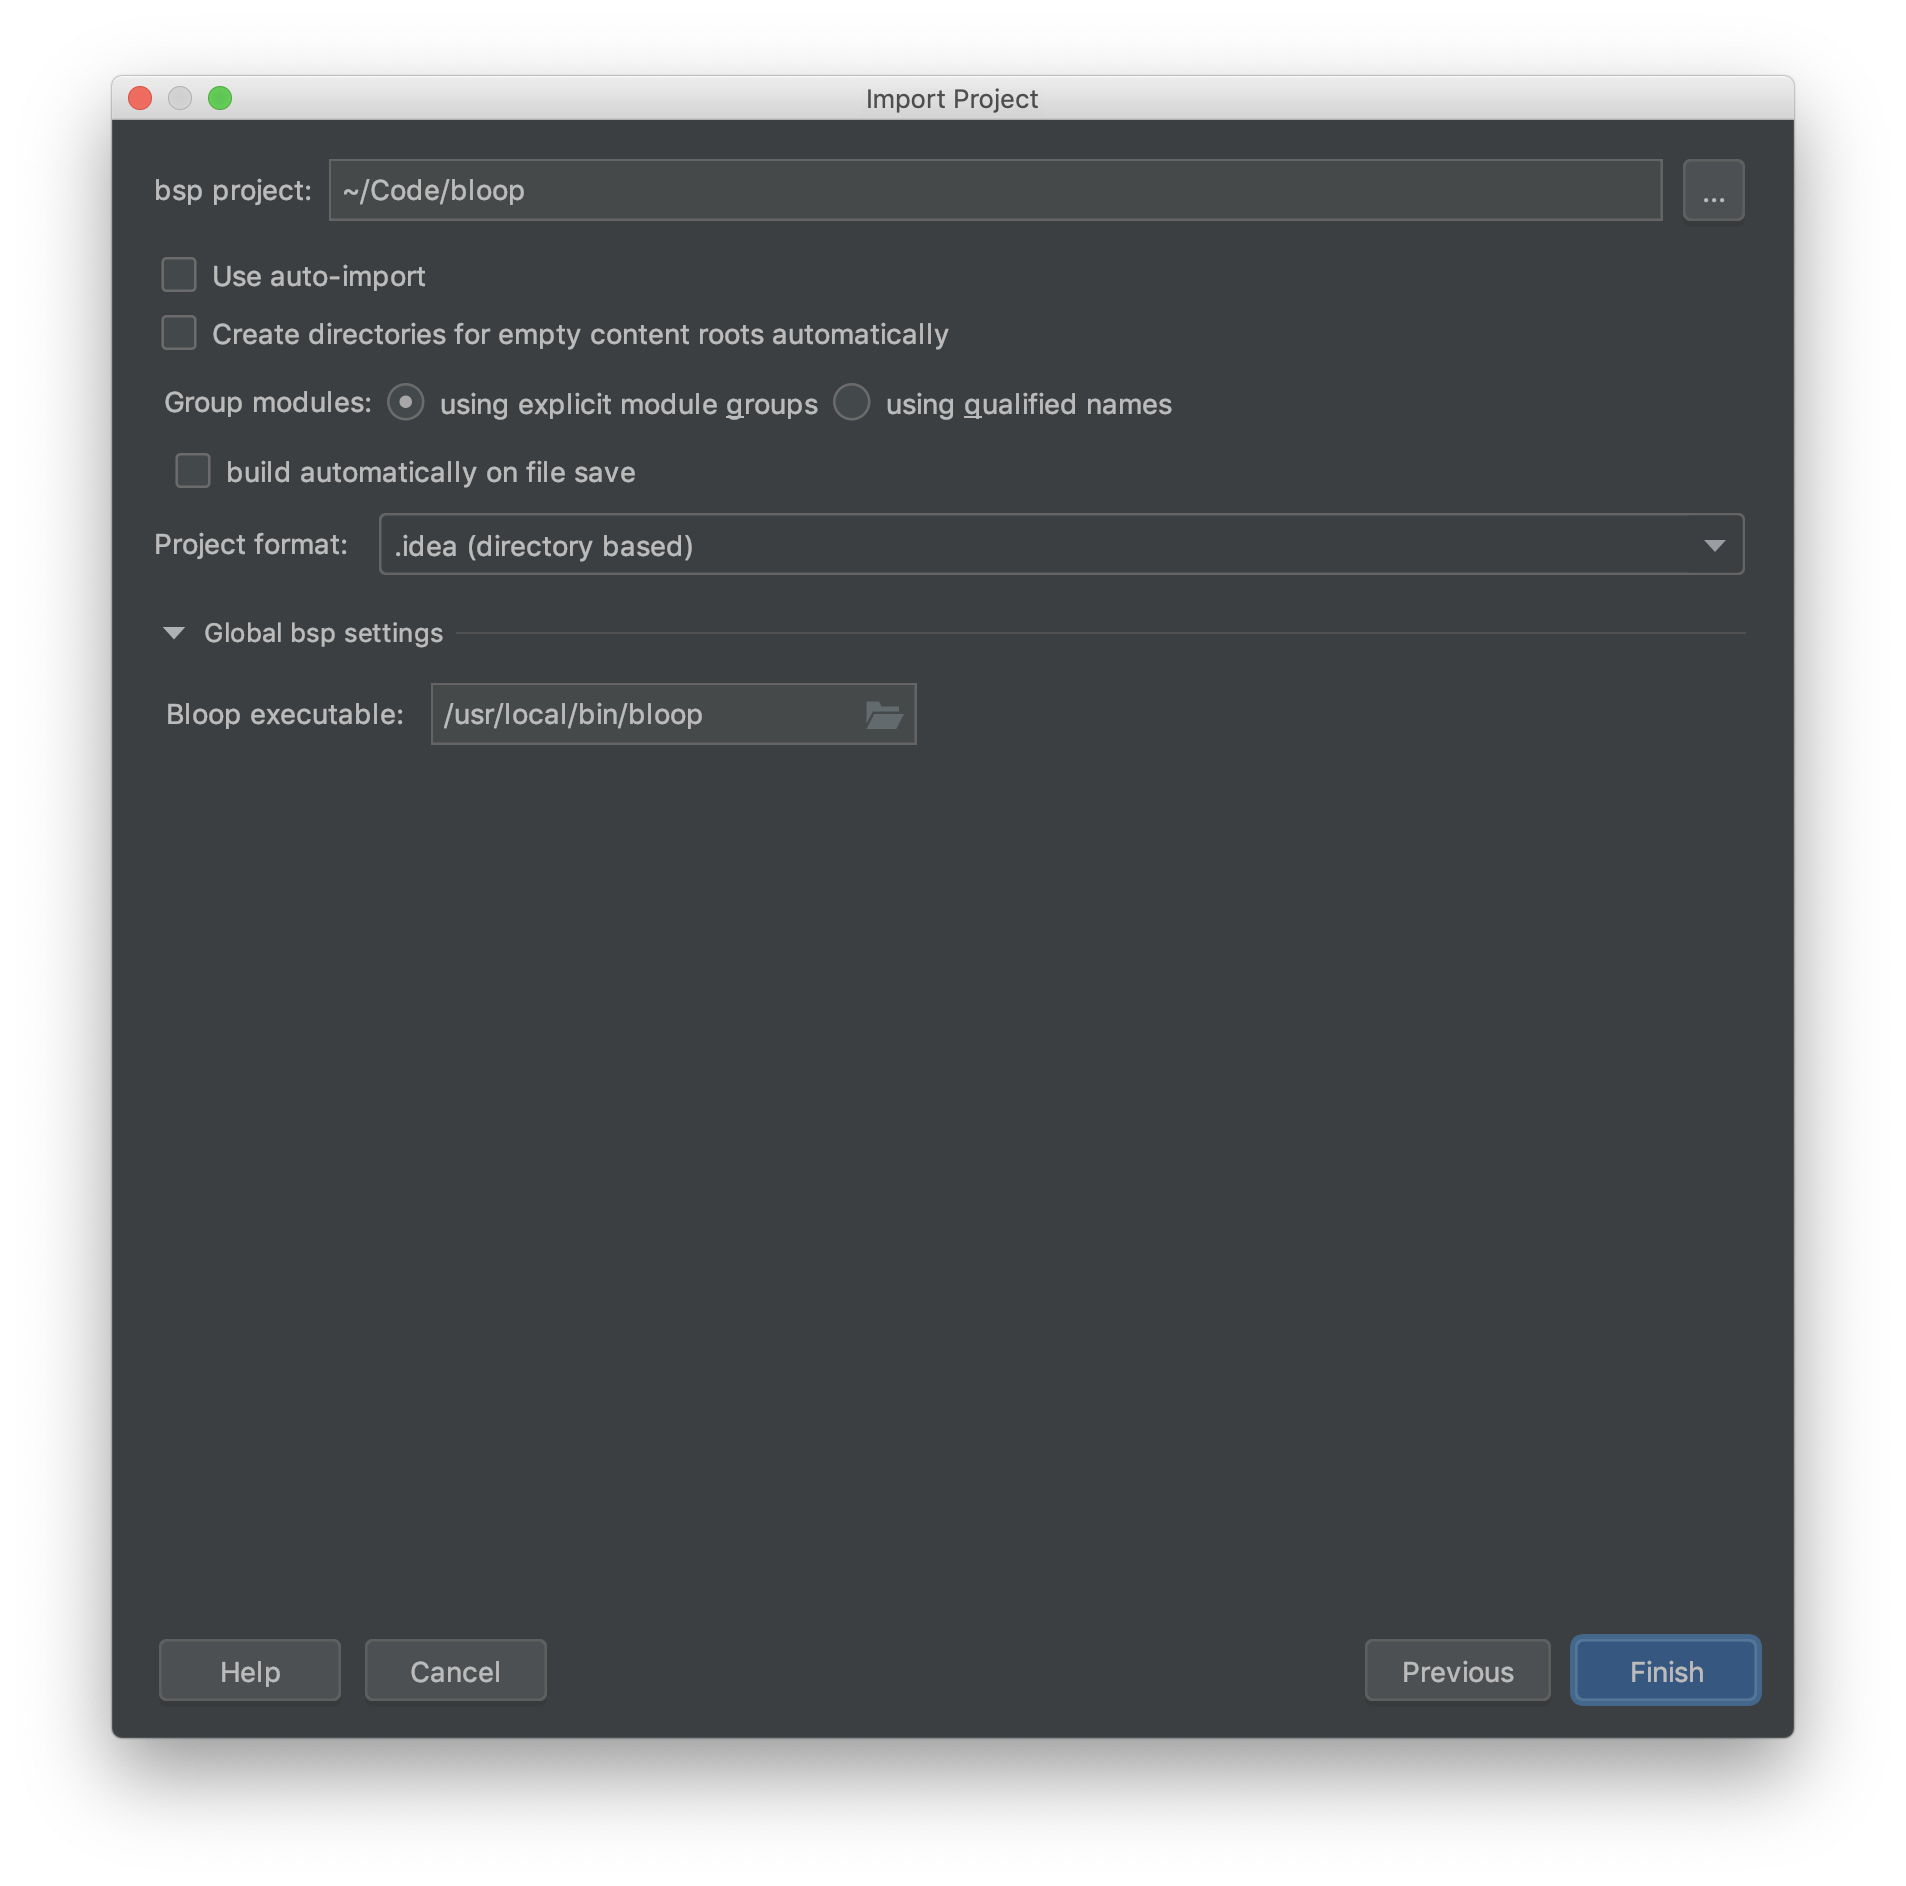 Import Project
bsp project: ~/Code/bloop ...
Use auto-import
Create directories for empty content roots automatically
Group modules: using explicit module groups using qualified names
build automatically on file save
Project format: .idea (directory based)
Global bsp settings
Bloop executable: /usr/local/bin/bloop
Help Cancel Previous Finish